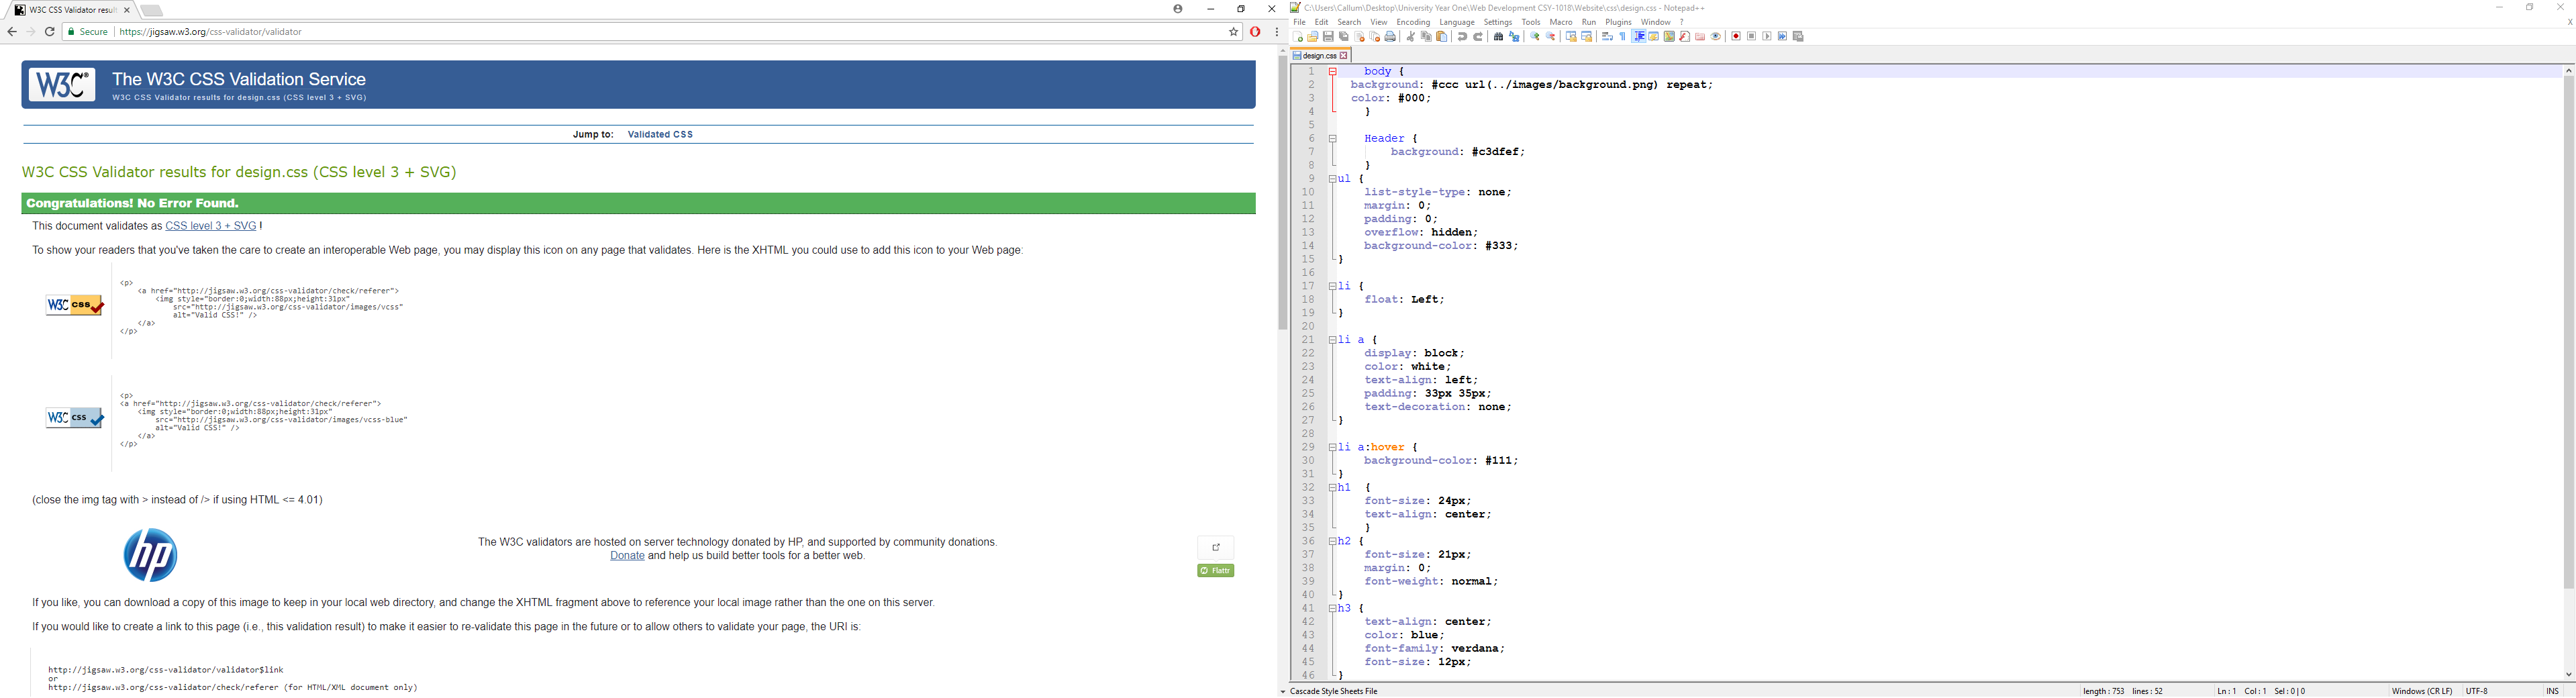 W3C CSS Validator result
Secure | https://jigsaw.w3.org/css-validator/validator
W3C®
The W3C CSS Validation Service
W3C CSS Validator results for design.css (CSS level 3 + SVG)
Jump to: Validated CSS
W3C CSS Validator results for design.css (CSS level 3 + SVG)
Congratulations! No Error Found.
This document validates as CSS level 3 + SVG !
To show your readers that you've taken the care to create an interoperable Web page, you may display this icon on any page that validates. Here is the XHTML you could use to add this icon to your Web page:
W3C css
<p>
<a href="http://jigsaw.w3.org/css-validator/check/referer">
<img style="border:0;width:88px;height:31px"
src="http://jigsaw.w3.org/css-validator/images/vcss"
alt="Valid CSS!" />
</a>
</p>
W3C css
<p>
<a href="http://jigsaw.w3.org/css-validator/check/referer">
<img style="border:0;width:88px;height:31px"
src="http://jigsaw.w3.org/css-validator/images/vcss-blue"
alt="Valid CSS!" />
</a>
</p>
(close the img tag with > instead of /> if using HTML <= 4.01)
hp
The W3C validators are hosted on server technology donated by HP, and supported by community donations.
Donate and help us build better tools for a better web.
Flattr
If you like, you can download a copy of this image to keep in your local web directory, and change the XHTML fragment above to reference your local image rather than the one on this server.
If you would like to create a link to this page (i.e., this validation result) to make it easier to re-validate this page in the future or to allow others to validate your page, the URI is:
http://jigsaw.w3.org/css-validator/validator$link
or
http://jigsaw.w3.org/css-validator/check/referer (for HTML/XML document only)
C:\Users\Callum\Desktop\University Year One\Web Development CSY-1018\Website\css\design.css - Notepad++
File Edit Search View Encoding Language Settings Tools Macro Run Plugins Window ? X
design.css
1 body {
2 background: #ccc url(../images/background.png) repeat;
3 color: #000;
4 }
5
6 Header {
7 background: #c3dfef;
8 }
9 ul {
10 list-style-type: none;
11 margin: 0;
12 padding: 0;
13 overflow: hidden;
14 background-color: #333;
15 }
16
17 li {
18 float: Left;
19 }
20
21 li a {
22 display: block;
23 color: white;
24 text-align: left;
25 padding: 33px 35px;
26 text-decoration: none;
27 }
28
29 li a:hover {
30 background-color: #111;
31 }
32 h1 {
33 font-size: 24px;
34 text-align: center;
35 }
36 h2 {
37 font-size: 21px;
38 margin: 0;
39 font-weight: normal;
40 }
41 h3 {
42 text-align: center;
43 color: blue;
44 font-family: verdana;
45 font-size: 12px;
46 }
Cascade Style Sheets File length : 753 lines : 52 Ln : 1 Col : 1 Sel : 0 | 0 Windows (CR LF) UTF-8 INS